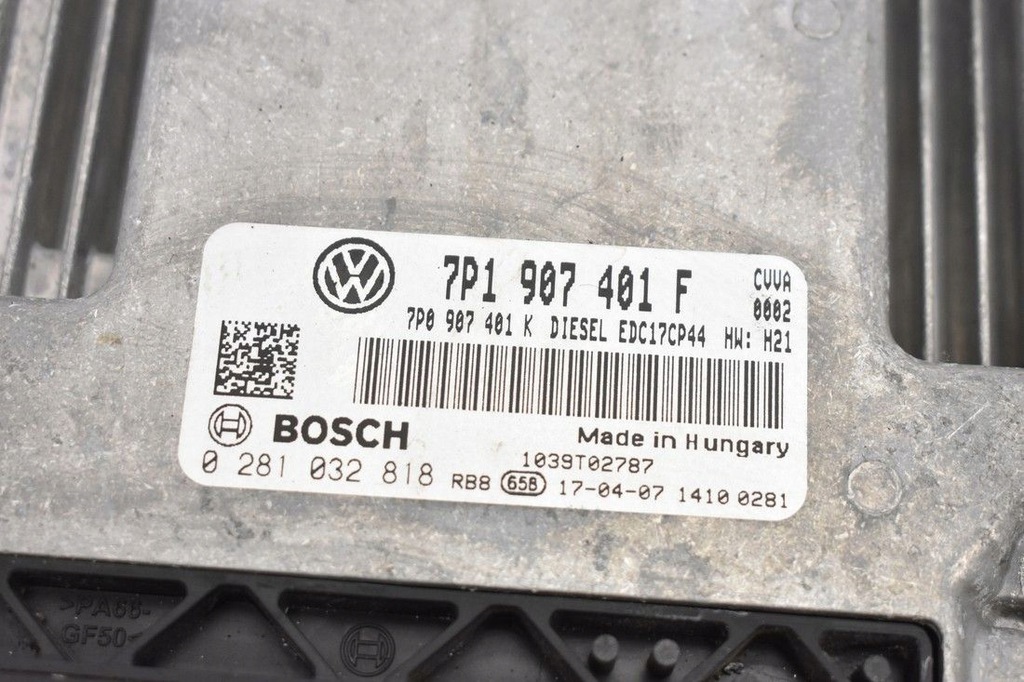 7P1 907 401 F
CVVA
0002
7P0 907 401 K DIESEL EDC17CP44 HW: H21
BOSCH
Made in Hungary
1039T02787
0 281 032 818 RB8 658 17-04-07 1410 0281
>PA66-
GF50<